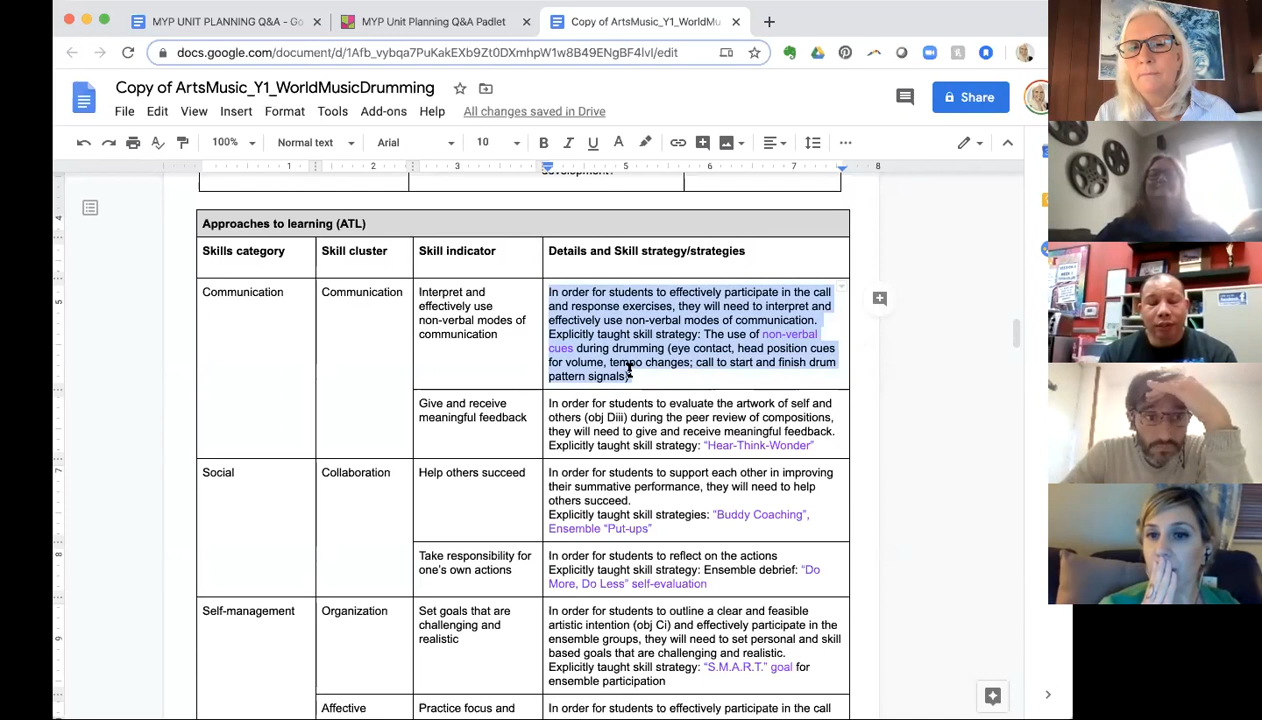 MYP UNIT PLANNING Q&A - Go
MYP Unit Planning Q&A Padlet
Copy of ArtsMusic_Y1_WorldMu
docs.google.com/document/d/1Afb_vybqa7PuKakEXl9Zt0DXmhpW1w8B49ENgBF4lvI/edit
Copy of ArtsMusic_Y1_WorldMusicDrumming
File Edit View Insert Format Tools Add-ons Help All changes saved in Drive
Share
100% Normal text Arial 10
1 2 3 5 6 7 8
development?
Approaches to learning (ATL)
Skills category Skill cluster Skill indicator Details and Skill strategy/strategies
Communication Communication Interpret and
effectively use
non-verbal modes of
communication
In order for students to effectively participate in the call
and response exercises, they will need to interpret and
effectively use non-verbal modes of communication.
Explicitly taught skill strategy: The use of non-verbal
cues during drumming (eye contact, head position cues
for volume, tempo changes; call to start and finish drum
pattern signals)
Give and receive
meaningful feedback
In order for students to evaluate the artwork of self and
others (obj Diii) during the peer review of compositions,
they will need to give and receive meaningful feedback.
Explicitly taught skill strategy: “Hear-Think-Wonder”
Social Collaboration Help others succeed
In order for students to support each other in improving
their summative performance, they will need to help
others succeed.
Explicitly taught skill strategies: “Buddy Coaching”,
Ensemble “Put-ups”
Take responsibility for
one’s own actions
In order for students to reflect on the actions
Explicitly taught skill strategy: Ensemble debrief: “Do
More, Do Less” self-evaluation
Self-management Organization Set goals that are
challenging and
realistic
In order for students to outline a clear and feasible
artistic intention (obj Ci) and effectively participate in the
ensemble groups, they will need to set personal and skill
based goals that are challenging and realistic.
Explicitly taught skill strategy: “S.M.A.R.T.” goal for
ensemble participation
Affective Practice focus and In order for students to effectively participate in the call